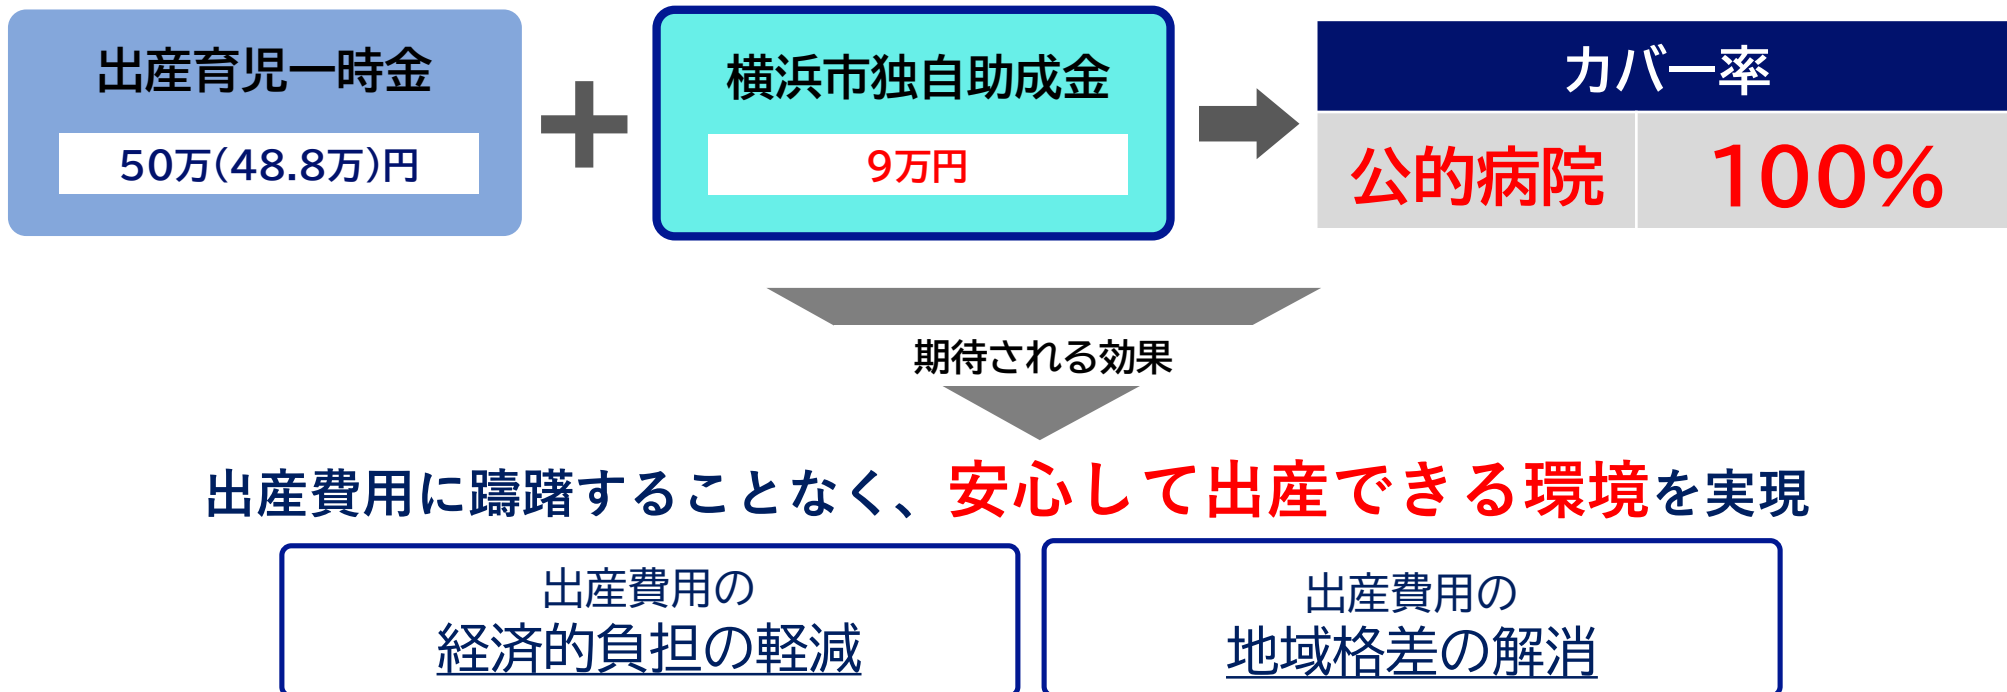 出産育児一時金
50万(48.8万)円
横浜市独自助成金
9万円
カバー率
公的病院
100%
期待される効果
出産費用に躊躇することなく、安心して出産できる環境を実現
出産費用の
経済的負担の軽減
出産費用の
地域格差の解消